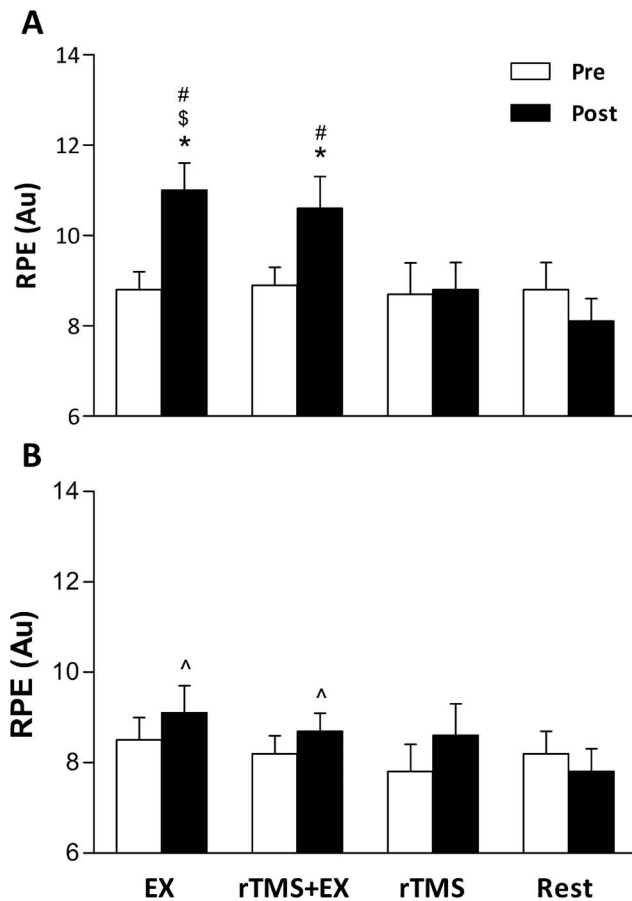 A
14
12
10
8
6
RPE (Au)
Pre
Post
#
$
*
#
*
B
14
12
10
8
6
RPE (Au)
^
^
EX rTMS+EX rTMS Rest